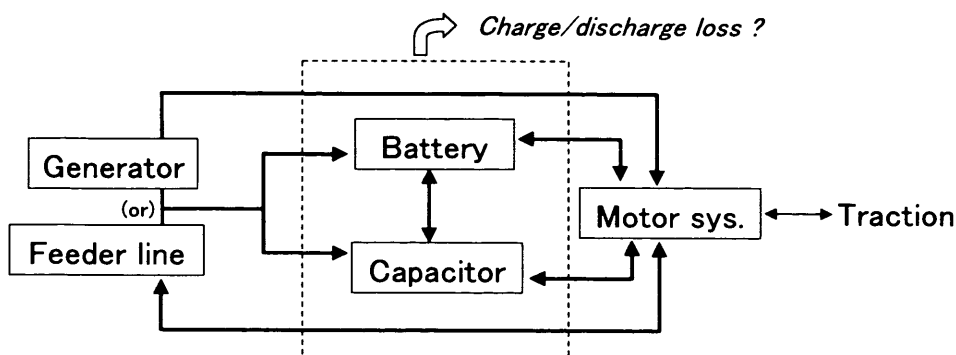 Charge/discharge loss ?
Generator
(or)
Feeder line
Battery
Capacitor
Motor sys.
Traction